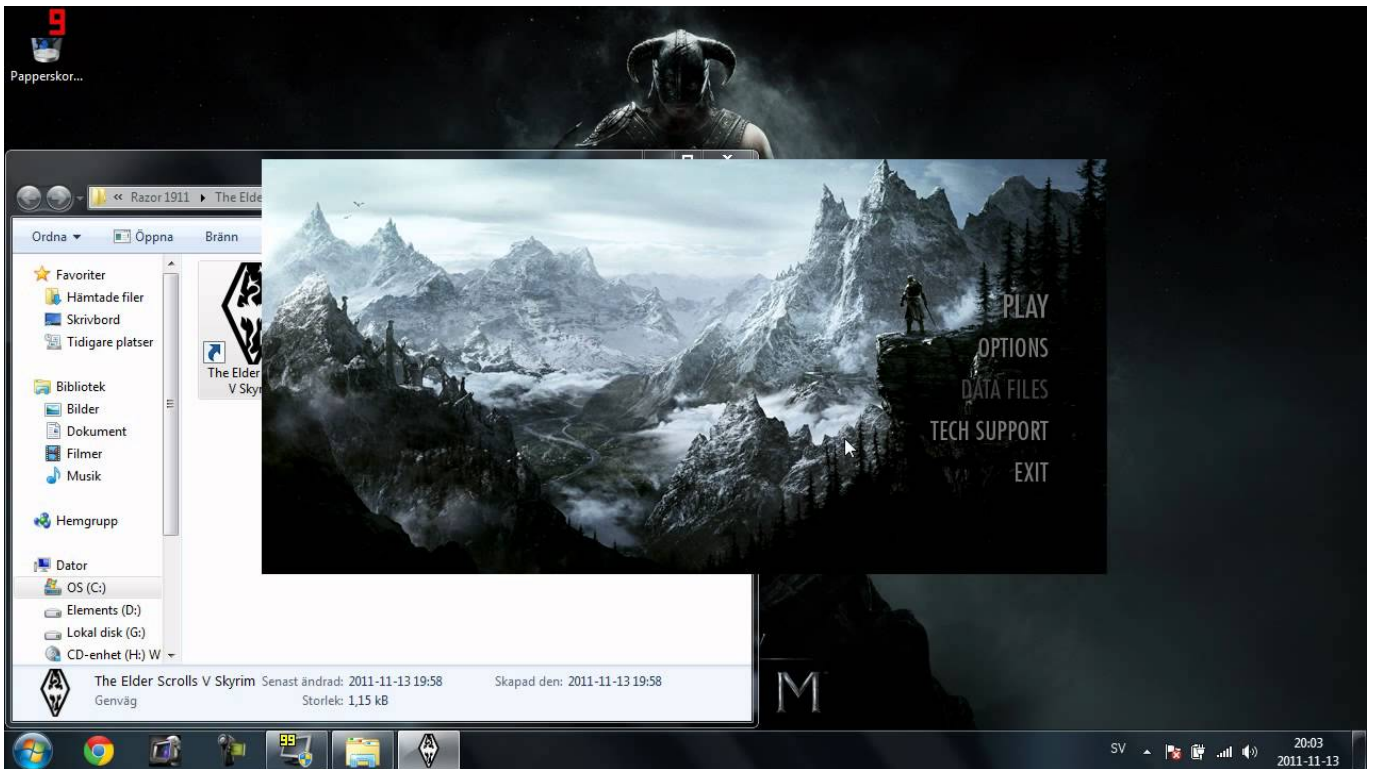 9
Papperskor...
« Razor 1911 ▸ The Elde
Ordna Öppna Bränn
Favoriter
Hämtade filer
Skrivbord
Tidigare platser
Bibliotek
Bilder
Dokument
Filmer
Musik
Hemgrupp
Dator
OS (C:)
Elements (D:)
Lokal disk (G:)
CD-enhet (H:) W
The Elder
V Skyr
PLAY
OPTIONS
DATA FILES
TECH SUPPORT
EXIT
The Elder Scrolls V Skyrim Senast ändrad: 2011-11-13 19:58 Skapad den: 2011-11-13 19:58
Genväg Storlek: 1,15 kB
M
99
SV
20:03
2011-11-13